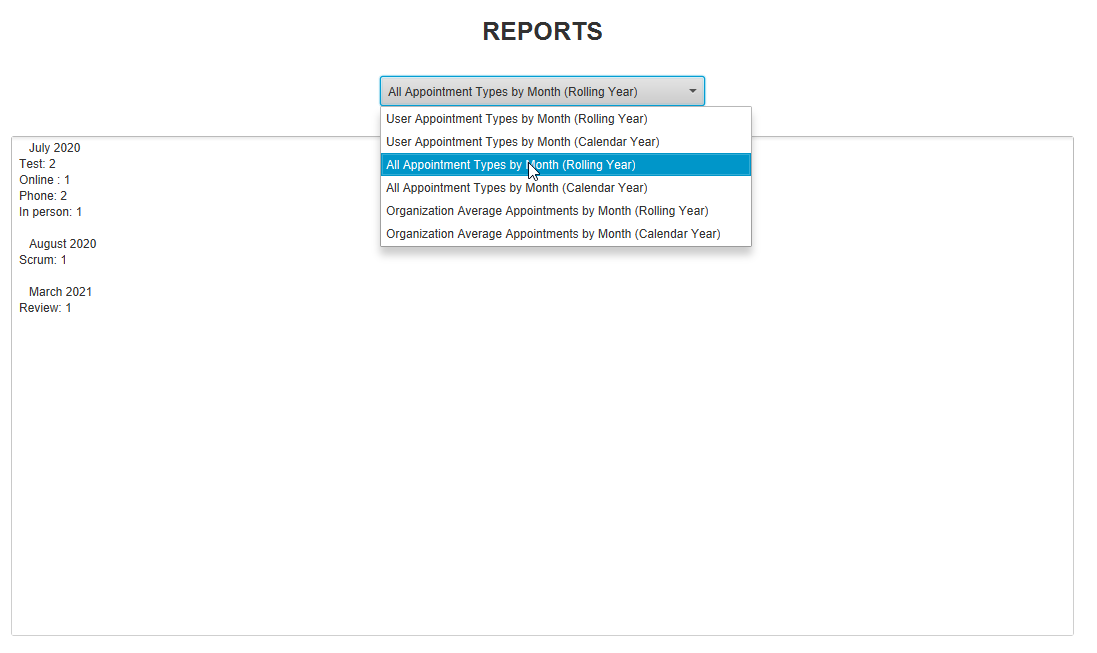 REPORTS
All Appointment Types by Month (Rolling Year)
User Appointment Types by Month (Rolling Year)
User Appointment Types by Month (Calendar Year)
All Appointment Types by Month (Rolling Year)
All Appointment Types by Month (Calendar Year)
Organization Average Appointments by Month (Rolling Year)
Organization Average Appointments by Month (Calendar Year)
July 2020
Test: 2
Online : 1
Phone: 2
In person: 1
August 2020
Scrum: 1
March 2021
Review: 1